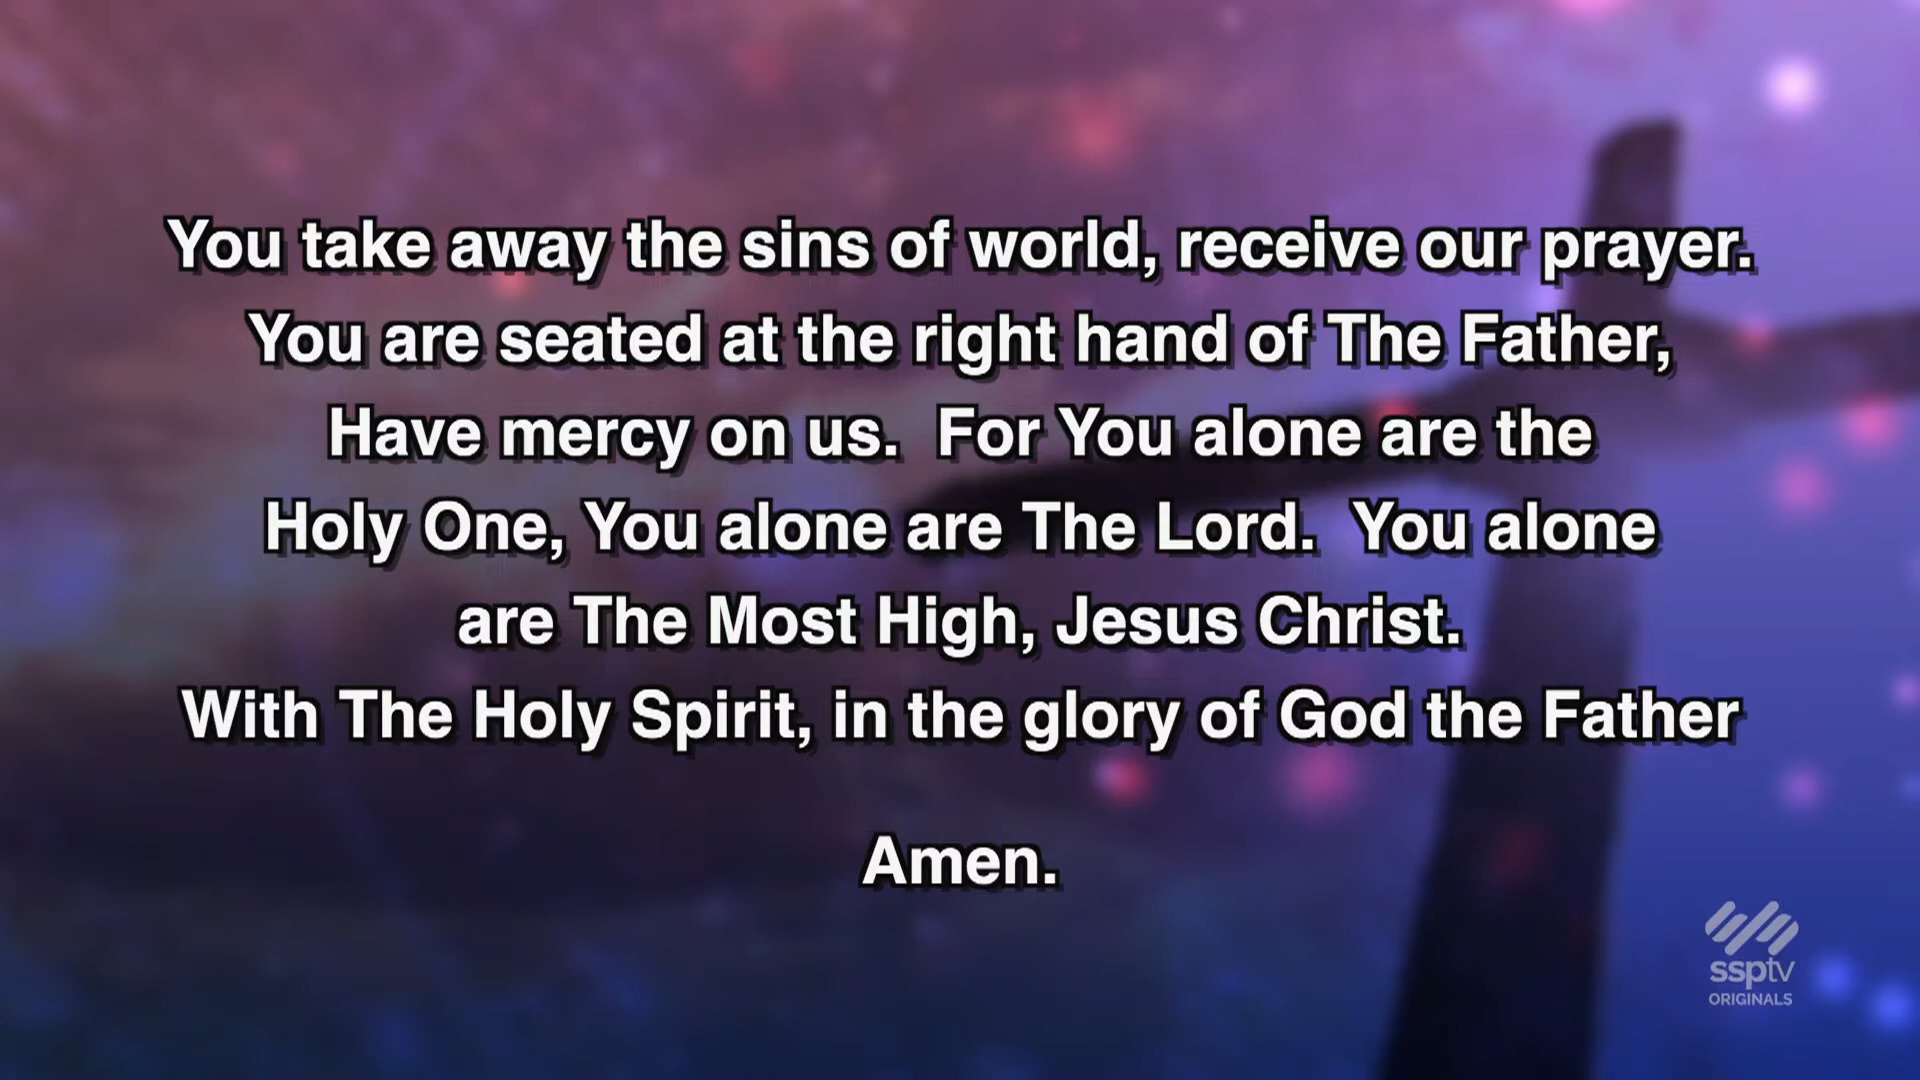 You take away the sins of world, receive our prayer.
You are seated at the right hand of The Father,
Have mercy on us.  For You alone are the
Holy One, You alone are The Lord.  You alone
are The Most High, Jesus Christ.
With The Holy Spirit, in the glory of God the Father
Amen.
ssptv
ORIGINALS